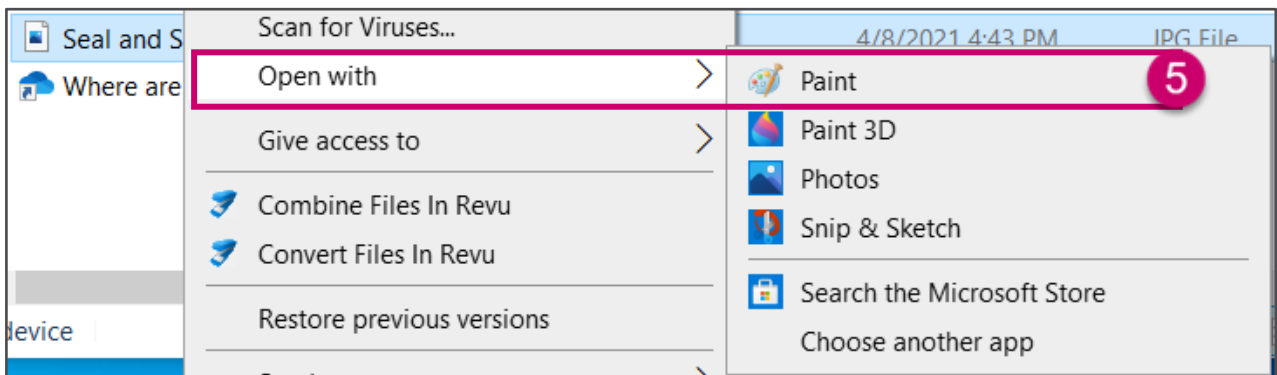 Seal and S
Where are
Scan for Viruses...
Open with
Give access to
Combine Files In Revu
Convert Files In Revu
Restore previous versions
4/8/2021 4:43 PM JPG File
Paint
5
Paint 3D
Photos
Snip & Sketch
Search the Microsoft Store
Choose another app
device